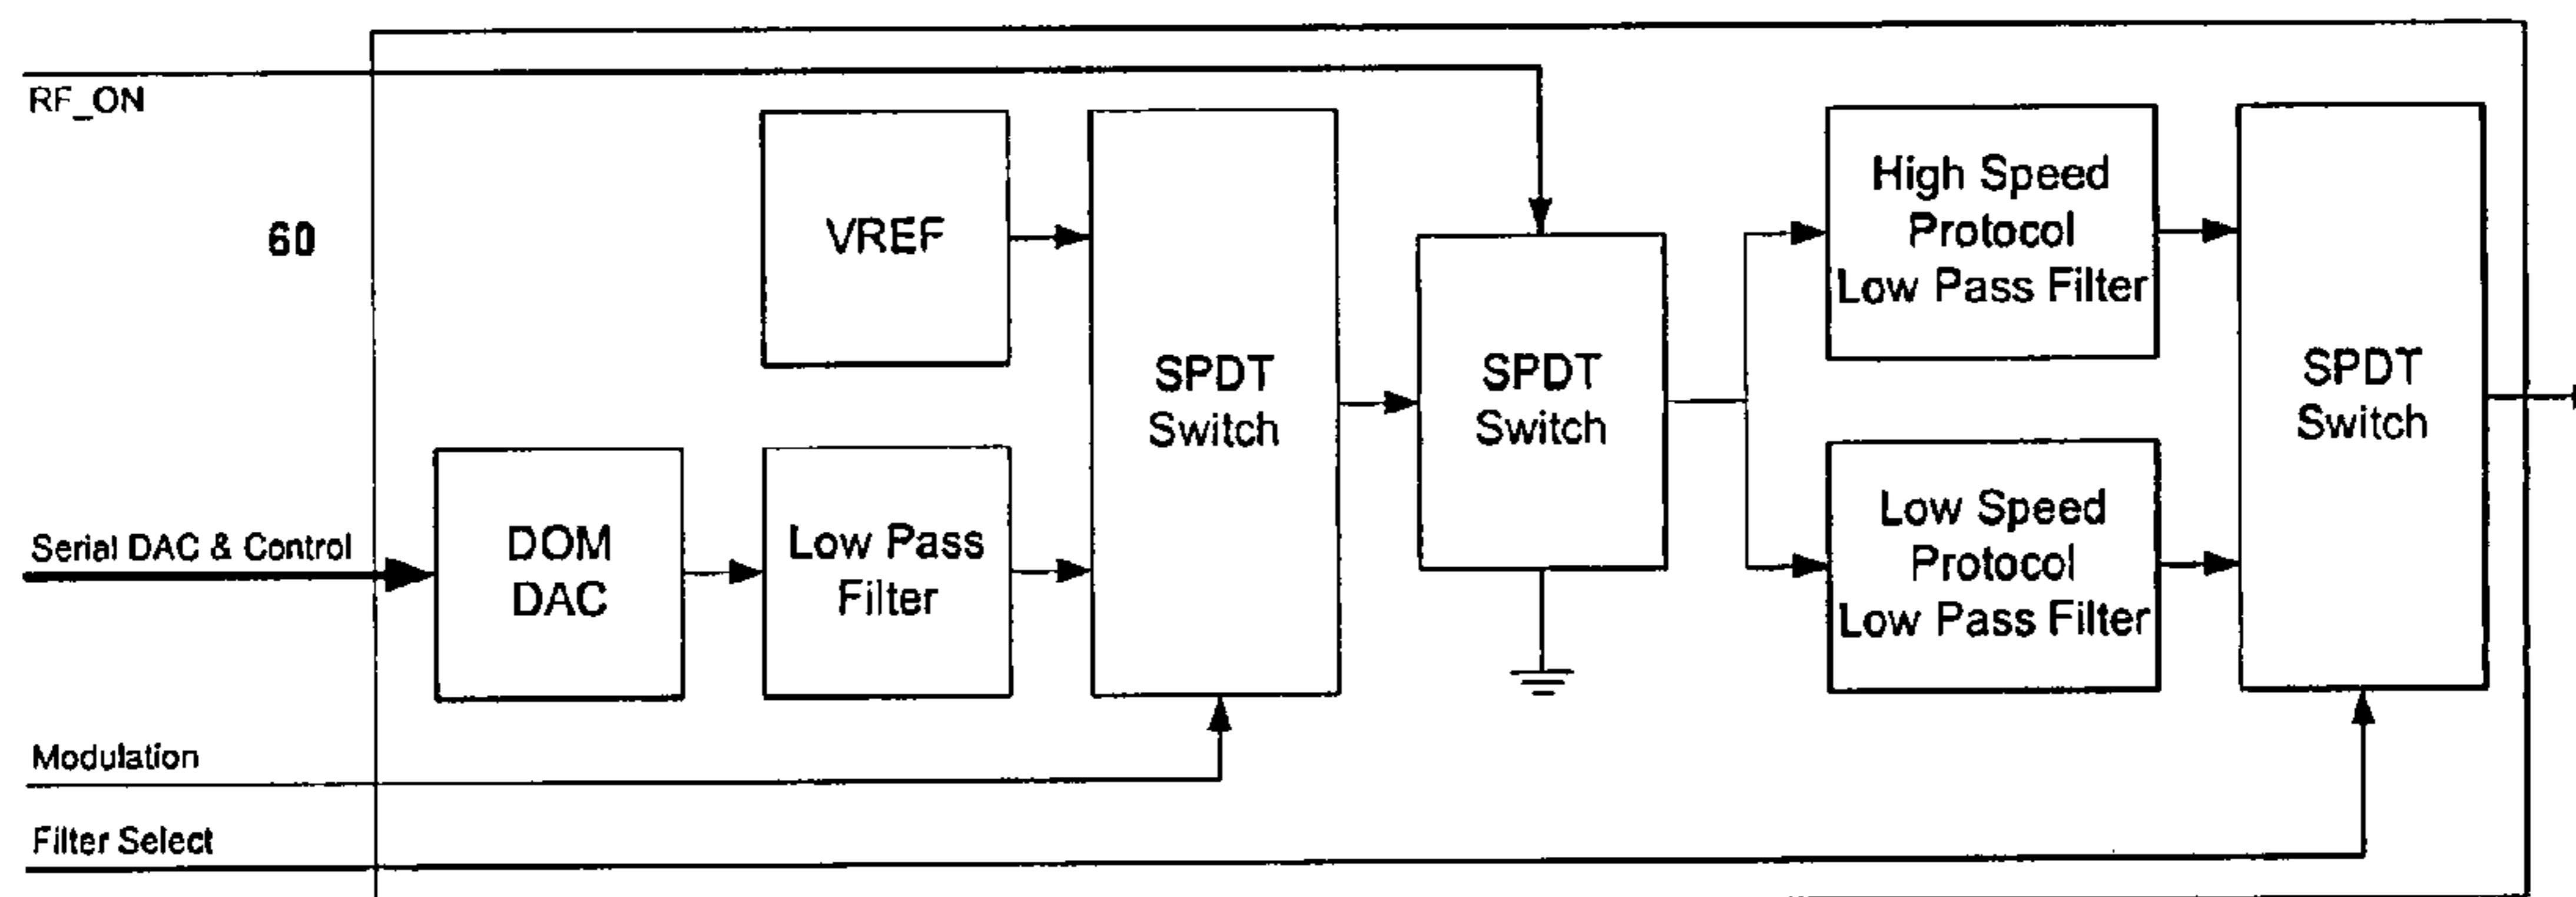 RF_ON
60
VREF
SPDT
Switch
SPDT
Switch
High Speed
Protocol
Low Pass Filter
SPDT
Switch
Serial DAC & Control
DOM
DAC
Low Pass
Filter
Low Speed
Protocol
Low Pass Filter
Modulation
Filter Select